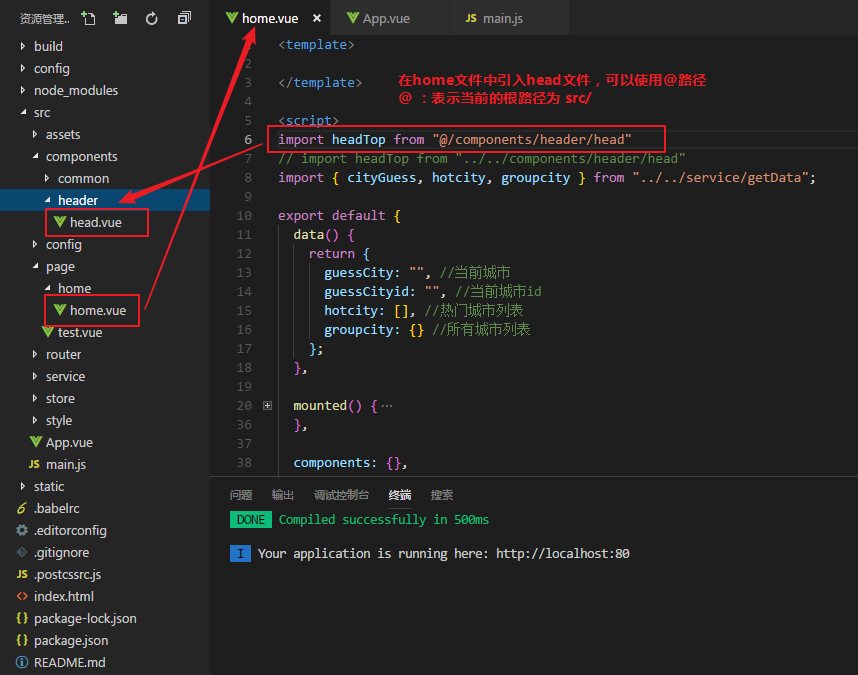 资源管理..
build
config
node_modules
src
assets
components
common
header
head.vue
config
page
home
home.vue
test.vue
router
service
store
style
App.vue
JS main.js
static
.babelrc
.editorconfig
.gitignore
JS .postcssrc.js
<> index.html
{} package-lock.json
{} package.json
README.md
home.vue × App.vue JS main.js
1 <template>
2
3 </template>
在home文件中引入head文件，可以使用@路径
@ ：表示当前的根路径为 src/
4
5 <script>
6 import headTop from "@/components/header/head"
7 // import headTop from "../../components/header/head"
8 import { cityGuess, hotcity, groupcity } from "../../service/getData";
9
10 export default {
11 data() {
12 return {
13 guessCity: "", //当前城市
14 guessCityid: "", //当前城市id
15 hotcity: [], //热门城市列表
16 groupcity: {} //所有城市列表
17 };
18 },
19
20 mounted() {…
36 },
37
38 components: {},
问题 输出 调试控制台 终端 搜索
DONE Compiled successfully in 500ms
I Your application is running here: http://localhost:80